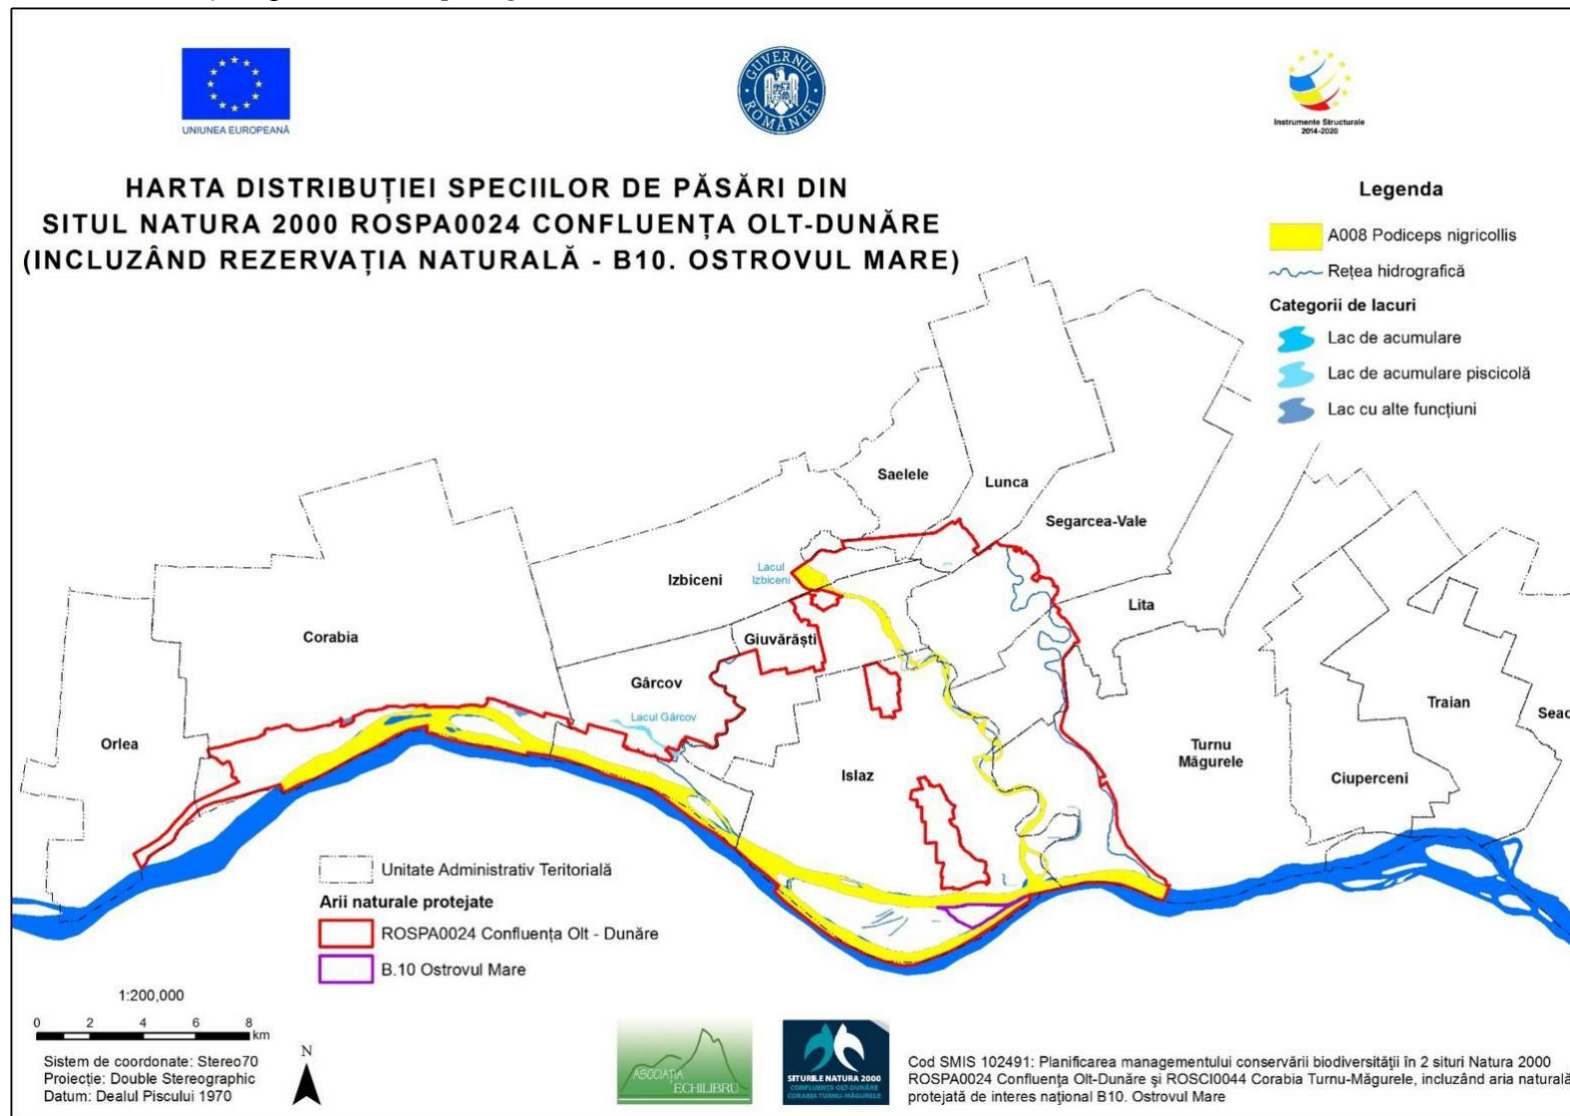 UNIUNEA EUROPEANĂ
GUVERNUL ROMÂNIEI
Instrumente Structurale
2014-2020
HARTA DISTRIBUȚIEI SPECIILOR DE PĂSĂRI DIN
SITUL NATURA 2000 ROSPA0024 CONFLUENȚA OLT-DUNĂRE
(INCLUZÂND REZERVAȚIA NATURALĂ - B10. OSTROVUL MARE)
Legenda
A008 Podiceps nigricollis
Rețea hidrografică
Categorii de lacuri
Lac de acumulare
Lac de acumulare piscicolă
Lac cu alte funcțiuni
Saelele
Lunca
Segarcea-Vale
Izbiceni
Lacul
Izbiceni
Lita
Corabia
Giuvărăști
Gârcov
Lacul Gârcov
Orlea
Traian
Seac
Turnu
Măgurele
Islaz
Ciuperceni
Unitate Administrativ Teritorială
Arii naturale protejate
ROSPA0024 Confluența Olt - Dunăre
B.10 Ostrovul Mare
1:200,000
0 2 4 6 8
km
N
Sistem de coordonate: Stereo70
Proiecție: Double Stereographic
Datum: Dealul Piscului 1970
ASOCIAȚIA
ECHILIBRU
SITURILE NATURA 2000
CONFLUENȚA OLT-DUNĂRE
CORABIA TURNU-MĂGURELE
Cod SMIS 102491: Planificarea managementului conservării biodiversității în 2 situri Natura 2000
ROSPA0024 Confluența Olt-Dunăre și ROSCI0044 Corabia Turnu-Măgurele, incluzând aria naturală
protejată de interes național B10. Ostrovul Mare